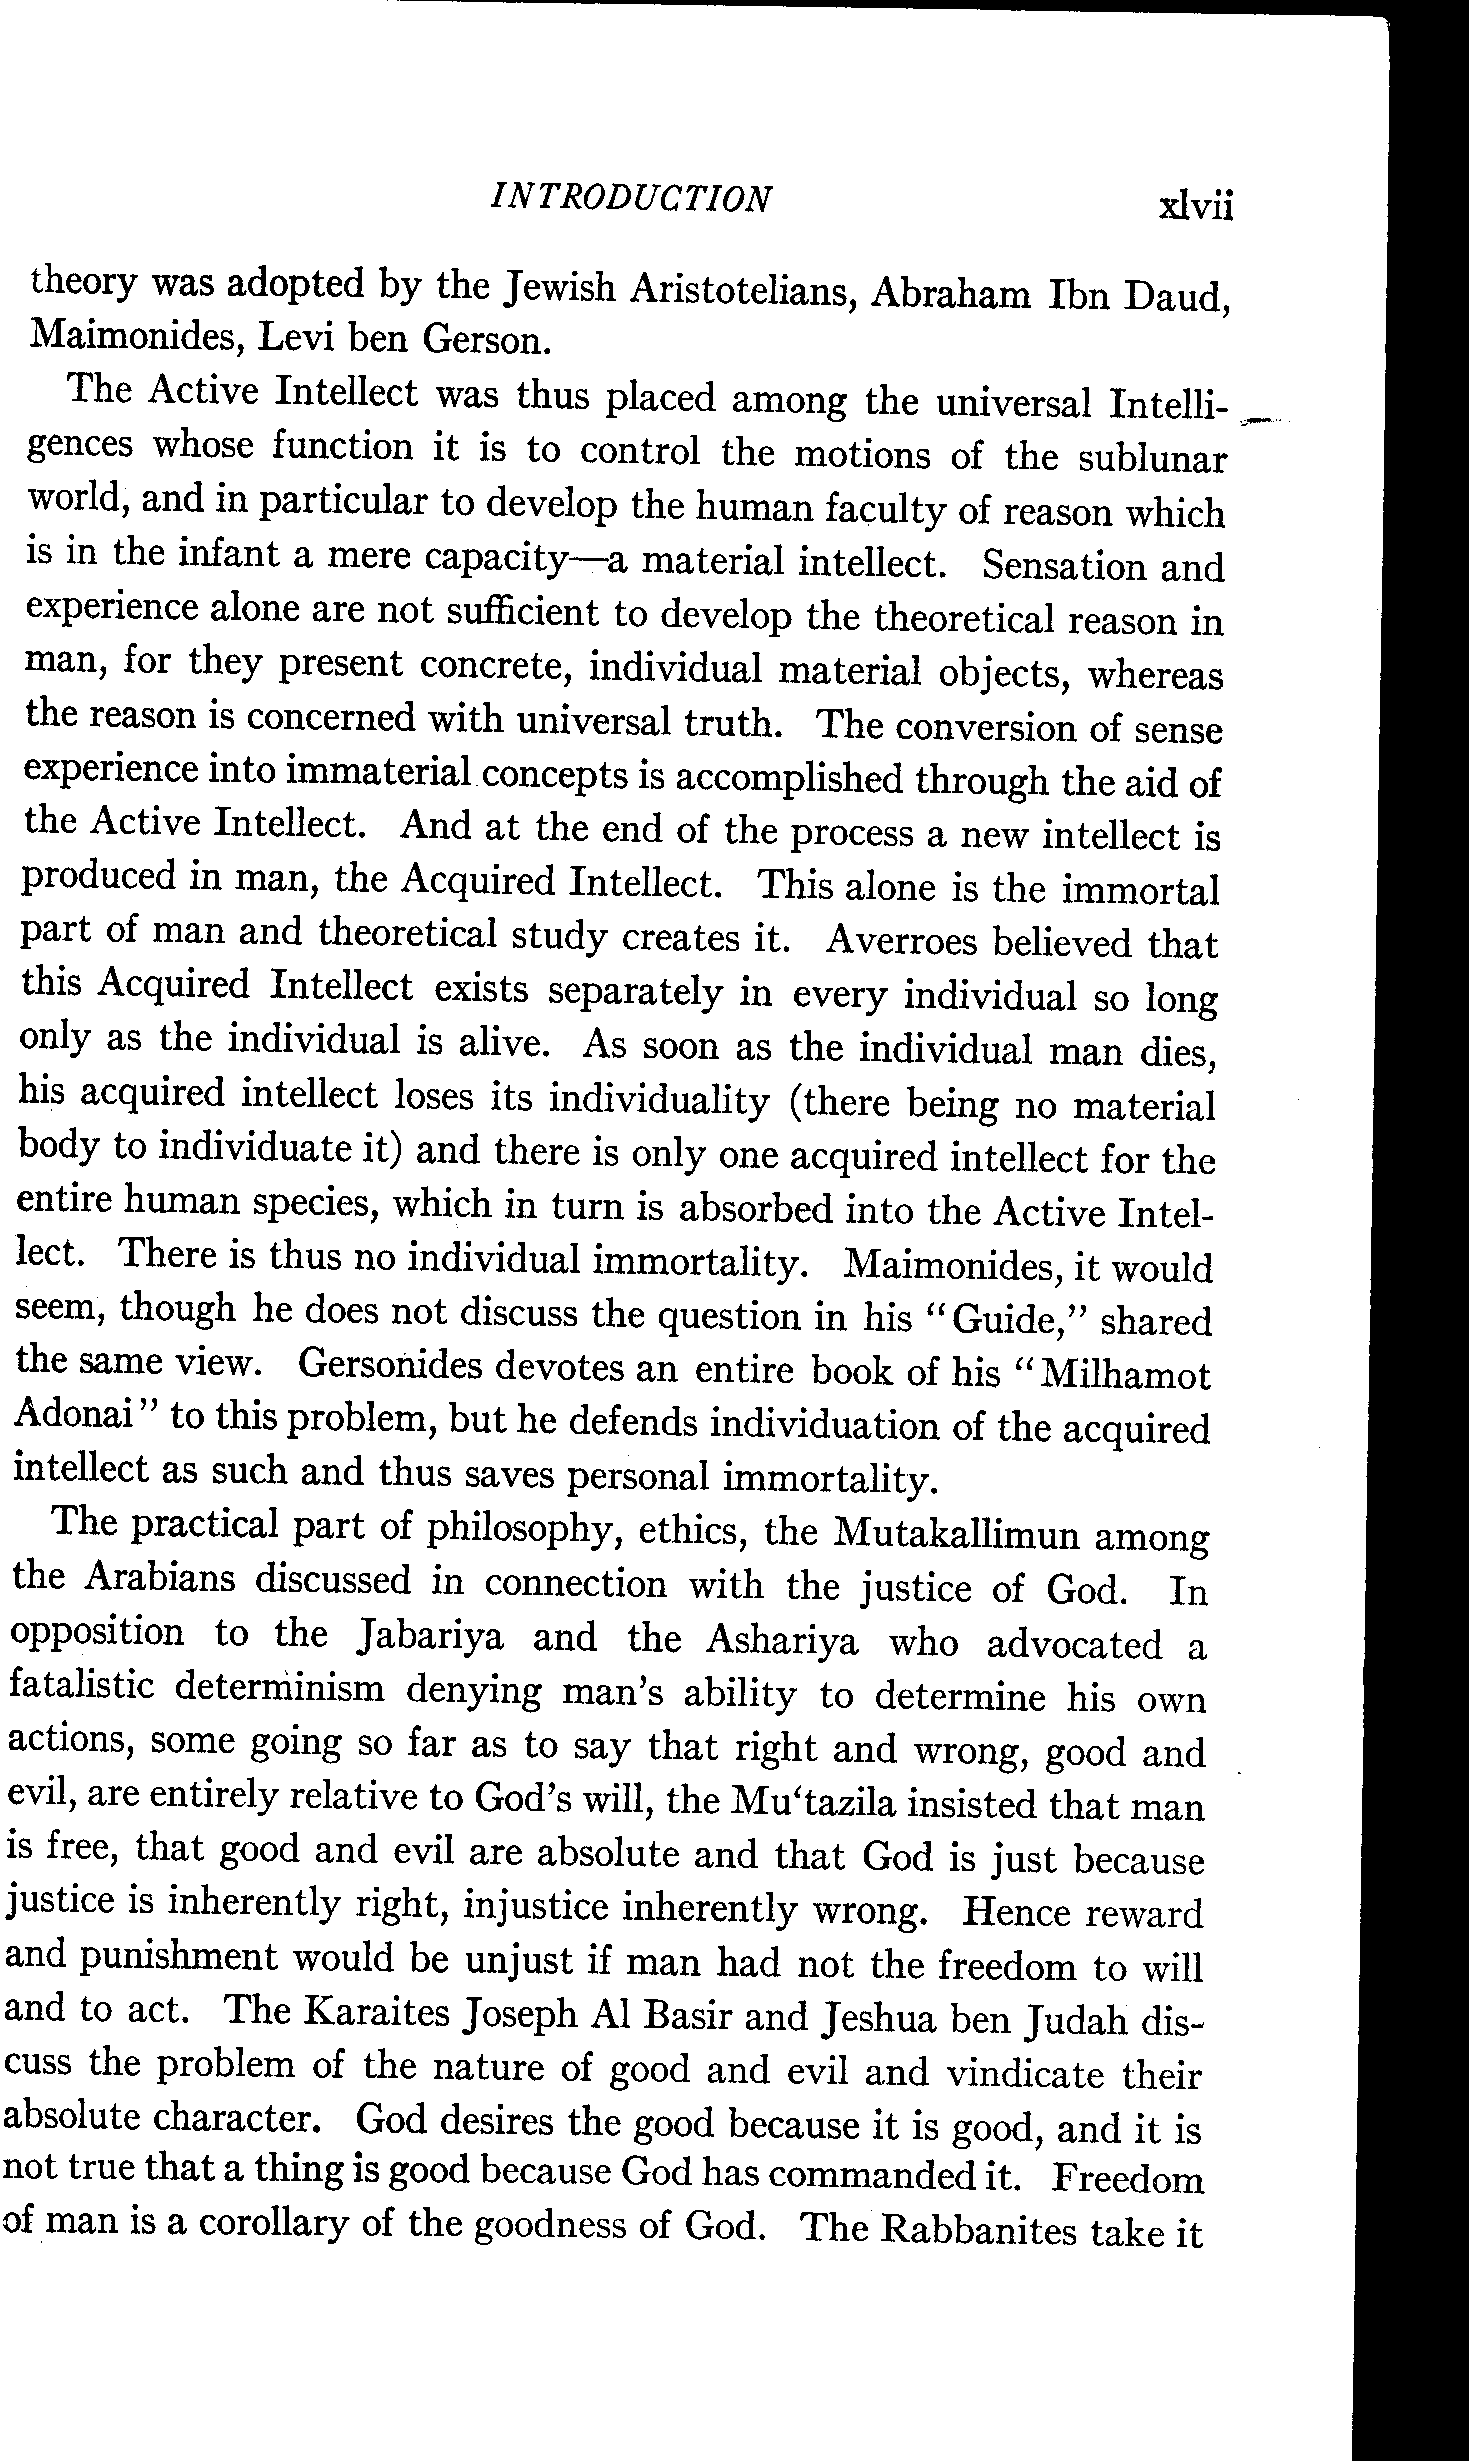 INTRODUCTION xlvii
theory was adopted by the Jewish Aristotelians, Abraham Ibn Daud,
Maimonides, Levi ben Gerson.
The Active Intellect was thus placed among the universal Intelli-
gences whose function it is to control the motions of the sublunar
world, and in particular to develop the human faculty of reason which
is in the infant a mere capacity—a material intellect. Sensation and
experience alone are not sufficient to develop the theoretical reason in
man, for they present concrete, individual material objects, whereas
the reason is concerned with universal truth. The conversion of sense
experience into immaterial concepts is accomplished through the aid of
the Active Intellect. And at the end of the process a new intellect is
produced in man, the Acquired Intellect. This alone is the immortal
part of man and theoretical study creates it. Averroes believed that
this Acquired Intellect exists separately in every individual so long
only as the individual is alive. As soon as the individual man dies,
his acquired intellect loses its individuality (there being no material
body to individuate it) and there is only one acquired intellect for the
entire human species, which in turn is absorbed into the Active Intel-
lect. There is thus no individual immortality. Maimonides, it would
seem, though he does not discuss the question in his “Guide,” shared
the same view. Gersonides devotes an entire book of his “Milhamot
Adonai” to this problem, but he defends individuation of the acquired
intellect as such and thus saves personal immortality.
The practical part of philosophy, ethics, the Mutakallimun among
the Arabians discussed in connection with the justice of God. In
opposition to the Jabariya and the Ashariya who advocated a
fatalistic determinism denying man's ability to determine his own
actions, some going so far as to say that right and wrong, good and
evil, are entirely relative to God's will, the Mu‘tazila insisted that man
is free, that good and evil are absolute and that God is just because
justice is inherently right, injustice inherently wrong. Hence reward
and punishment would be unjust if man had not the freedom to will
and to act. The Karaites Joseph Al Basir and Jeshua ben Judah dis-
cuss the problem of the nature of good and evil and vindicate their
absolute character. God desires the good because it is good, and it is
not true that a thing is good because God has commanded it. Freedom
of man is a corollary of the goodness of God. The Rabbanites take it